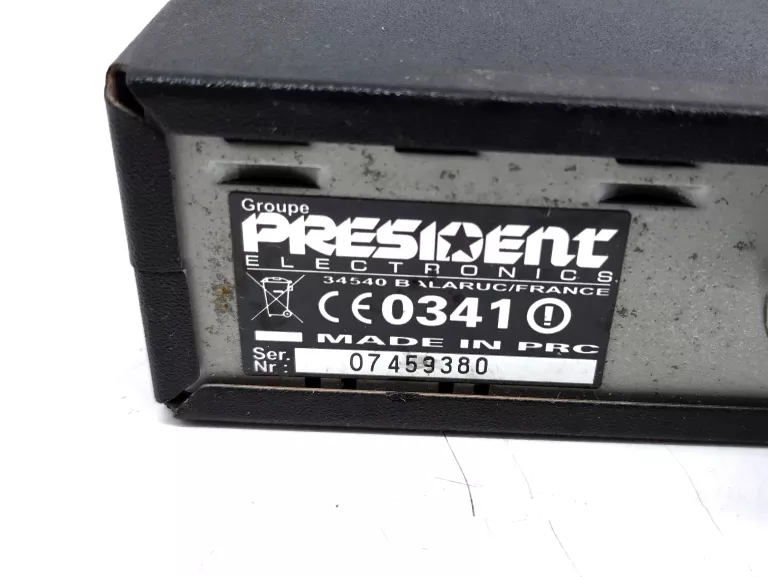 Groupe
PRESIDENT
ELECTRONICS
34540 BALARUC/FRANCE
CE0341
MADE IN PRC
Ser.
Nr : 07459380